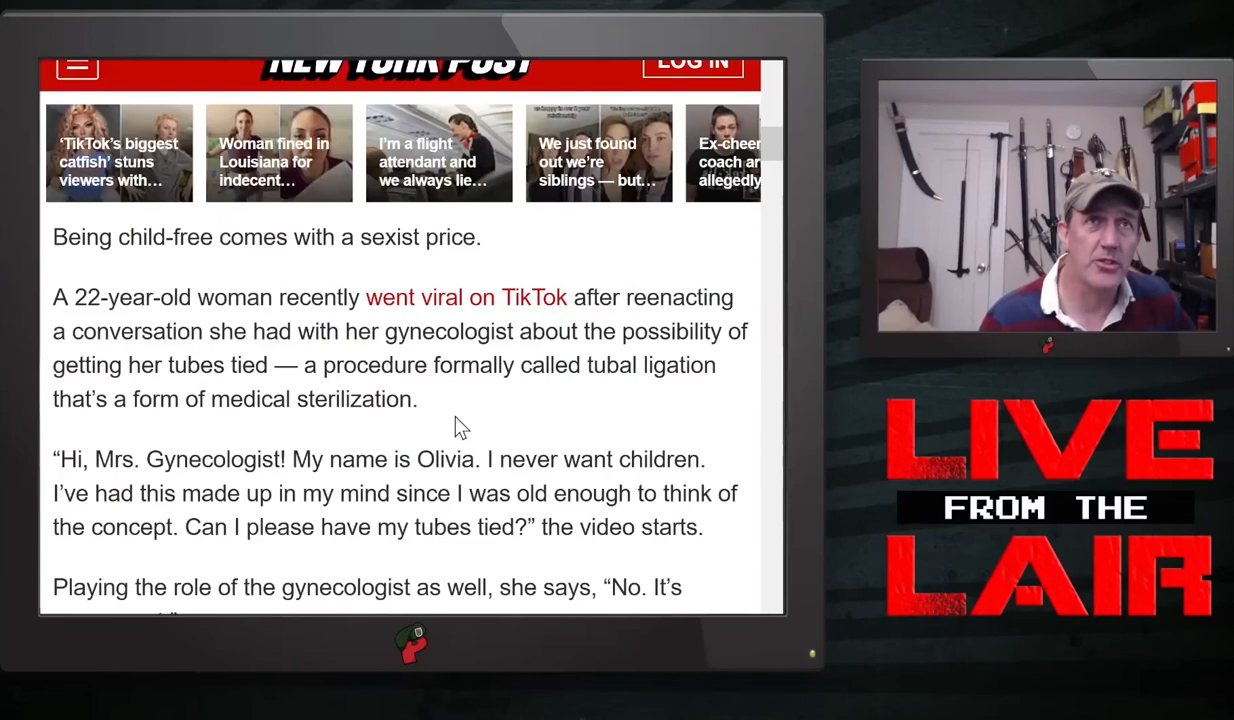 NEW YORK POST
LOG IN
'TikTok's biggest
catfish' stuns
viewers with...
Woman fined in
Louisiana for
indecent...
I'm a flight
attendant and
we always lie...
We just found
out we're
siblings — but...
Ex-cheer
coach ar
allegedly
Being child-free comes with a sexist price.
A 22-year-old woman recently went viral on TikTok after reenacting
a conversation she had with her gynecologist about the possibility of
getting her tubes tied — a procedure formally called tubal ligation
that's a form of medical sterilization.
“Hi, Mrs. Gynecologist! My name is Olivia. I never want children.
I've had this made up in my mind since I was old enough to think of
the concept. Can I please have my tubes tied?” the video starts.
Playing the role of the gynecologist as well, she says, “No. It's
LIVE
FROM THE
LAIR